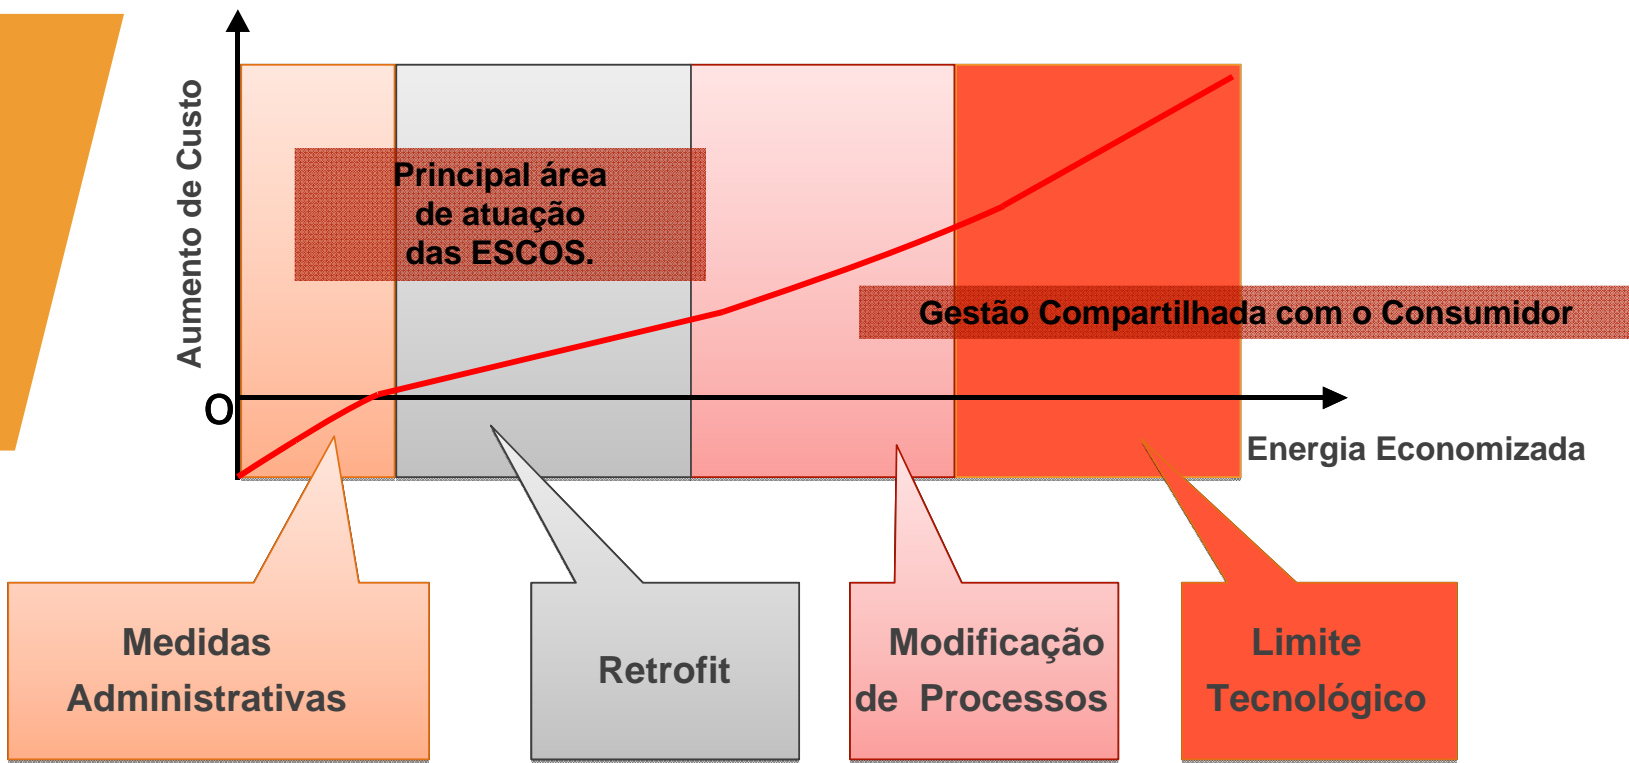 Aumento de Custo
Principal área
de atuação
das ESCOS.
Gestão Compartilhada com o Consumidor
O
Energia Economizada
Medidas
Administrativas
Retrofit
Modificação
de Processos
Limite
Tecnológico